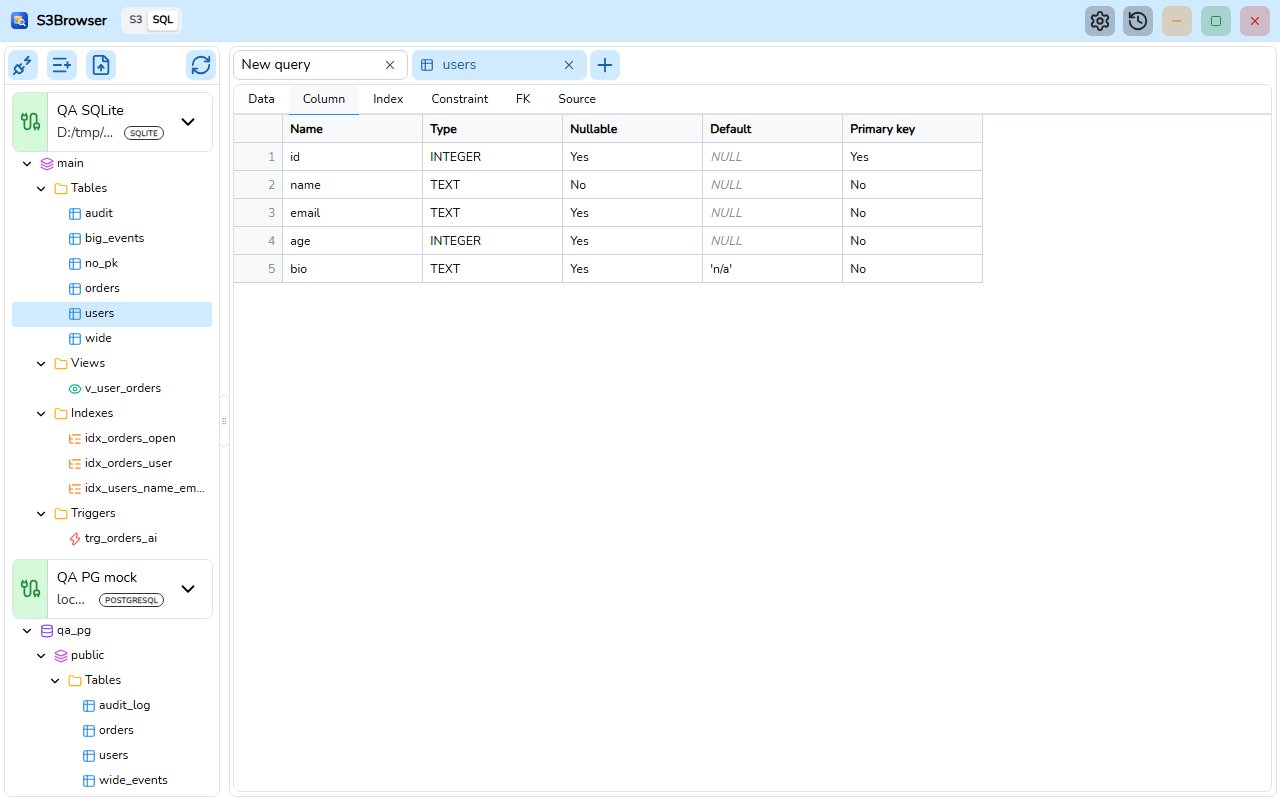 S3Browser
S3 SQL
New query
users
Data Column Index Constraint FK Source
Name Type Nullable Default Primary key
1 id INTEGER Yes NULL Yes
2 name TEXT No NULL No
3 email TEXT Yes NULL No
4 age INTEGER Yes NULL No
5 bio TEXT Yes 'n/a' No
QA SQLite
D:/tmp/... SQLITE
main
Tables
audit
big_events
no_pk
orders
users
wide
Views
v_user_orders
Indexes
idx_orders_open
idx_orders_user
idx_users_name_em...
Triggers
trg_orders_ai
QA PG mock
loc... POSTGRESQL
qa_pg
public
Tables
audit_log
orders
users
wide_events